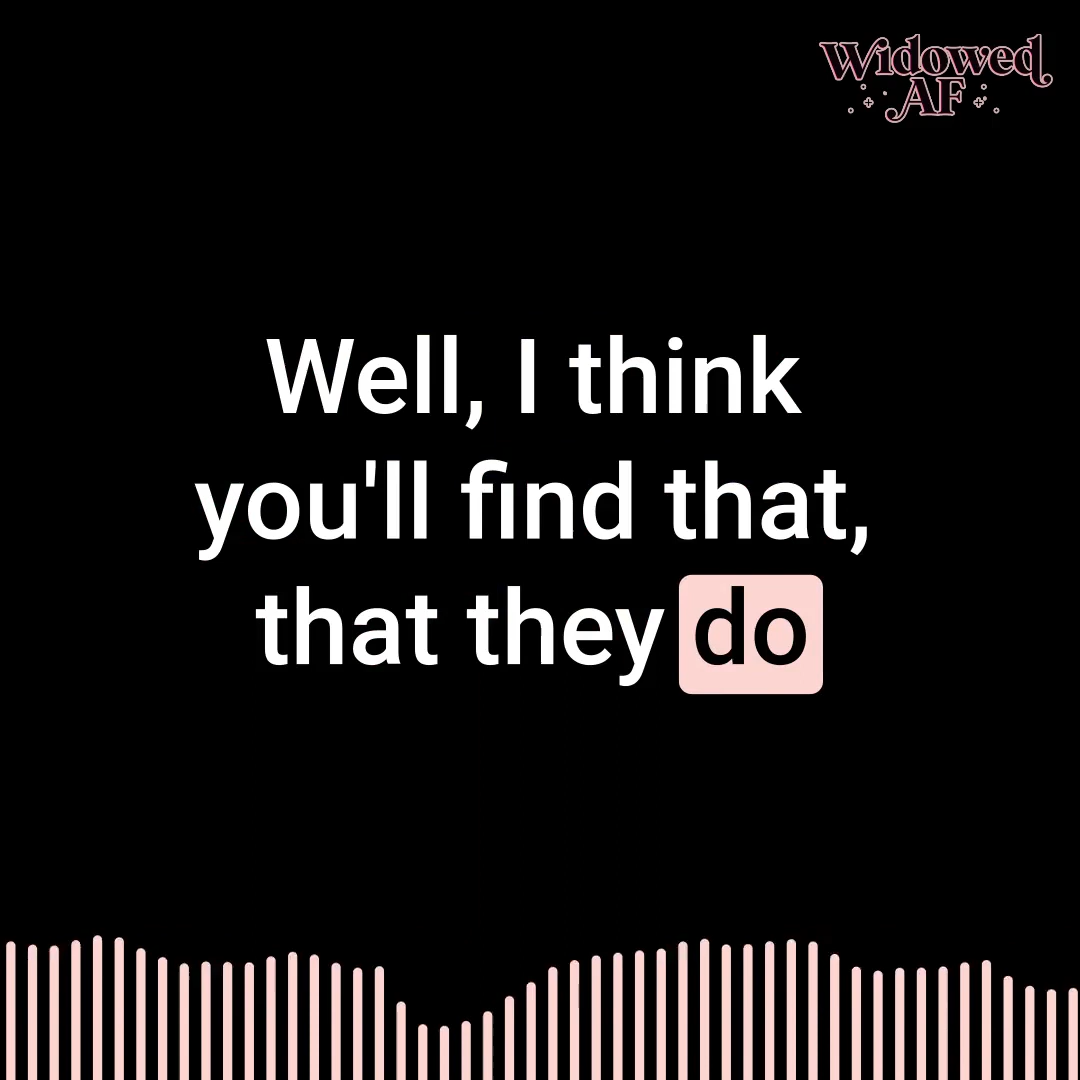 Widowed
AF
Well, I think
you'll find that,
that they do